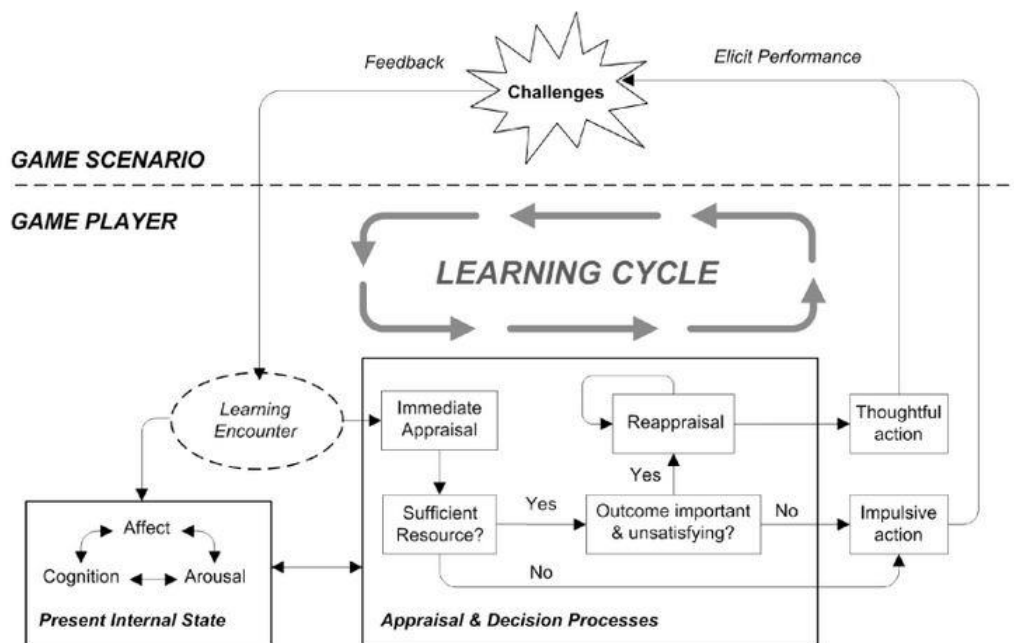 Feedback
Elicit Performance
Challenges
GAME SCENARIO
GAME PLAYER
LEARNING CYCLE
Learning
Encounter
Immediate
Appraisal
Reappraisal
Thoughtful
action
Yes
Sufficient
Resource?
Yes
Outcome important
& unsatisfying?
No
Impulsive
action
No
Affect
Cognition
Arousal
Present Internal State
Appraisal & Decision Processes